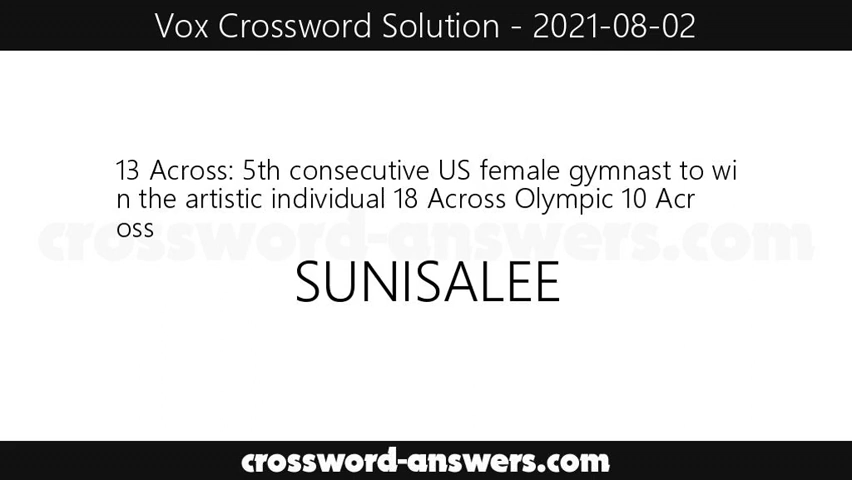 Vox Crossword Solution - 2021-08-02
13 Across: 5th consecutive US female gymnast to wi
n the artistic individual 18 Across Olympic 10 Acr
oss
crossword-answers.com
SUNISALEE
crossword-answers.com